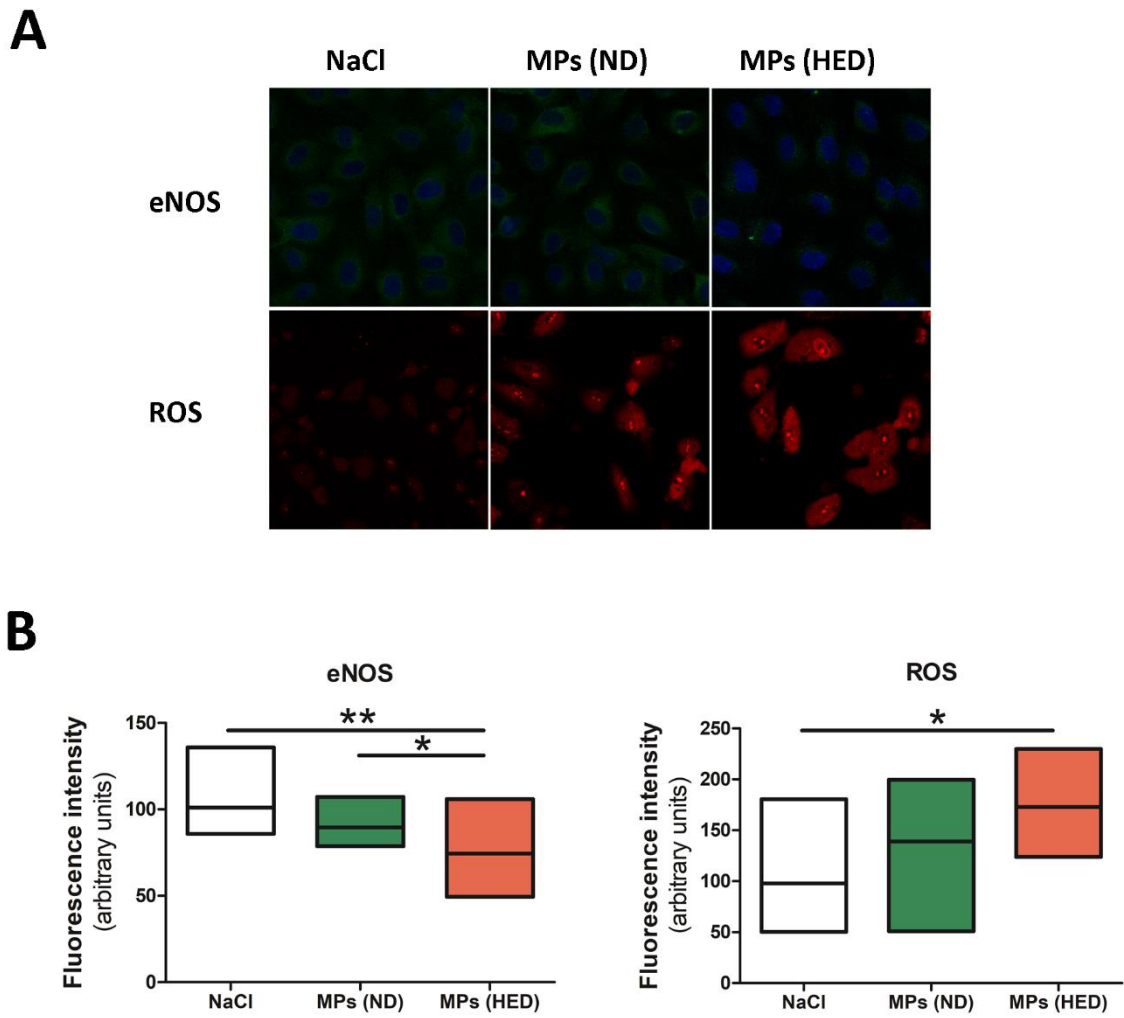 A
NaCl MPs (ND) MPs (HED)
eNOS
ROS
B
eNOS
Fluorescence intensity
(arbitrary units)
150
100
50
0
**
*
NaCl MPs (ND) MPs (HED)
ROS
Fluorescence intensity
(arbitrary units)
250
200
150
100
50
0
*
NaCl MPs (ND) MPs (HED)